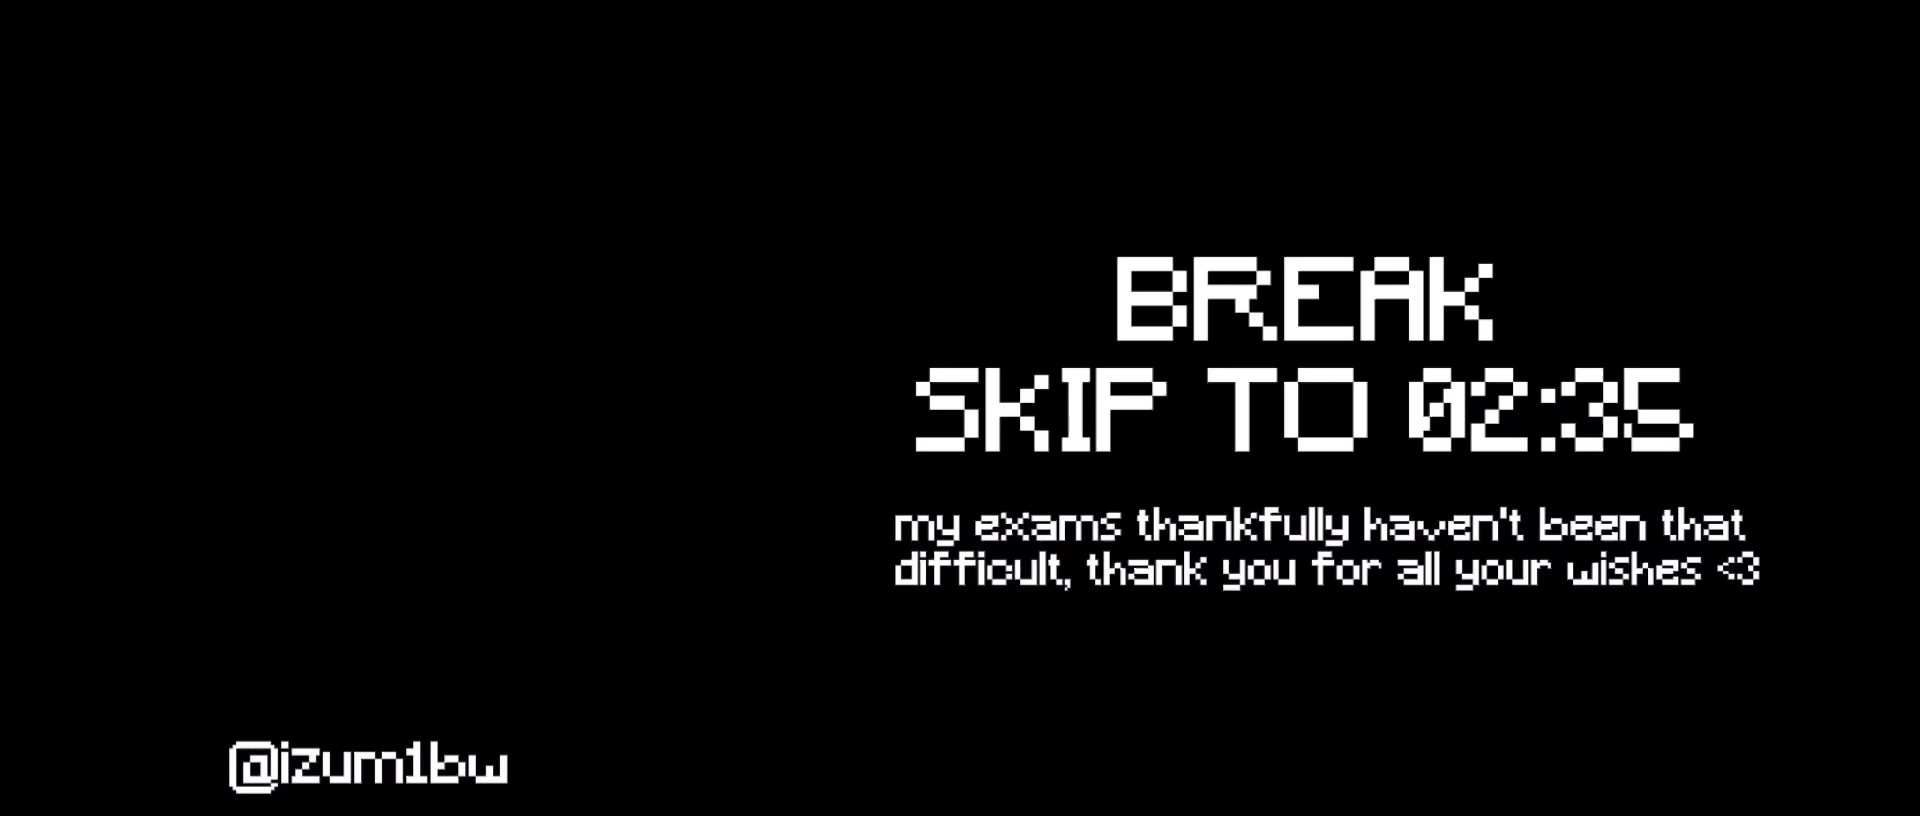 BREAK
SKIP TO 02:35
my exams thankfully haven't been that
difficult, thank you for all your wishes <3
@izum1bw